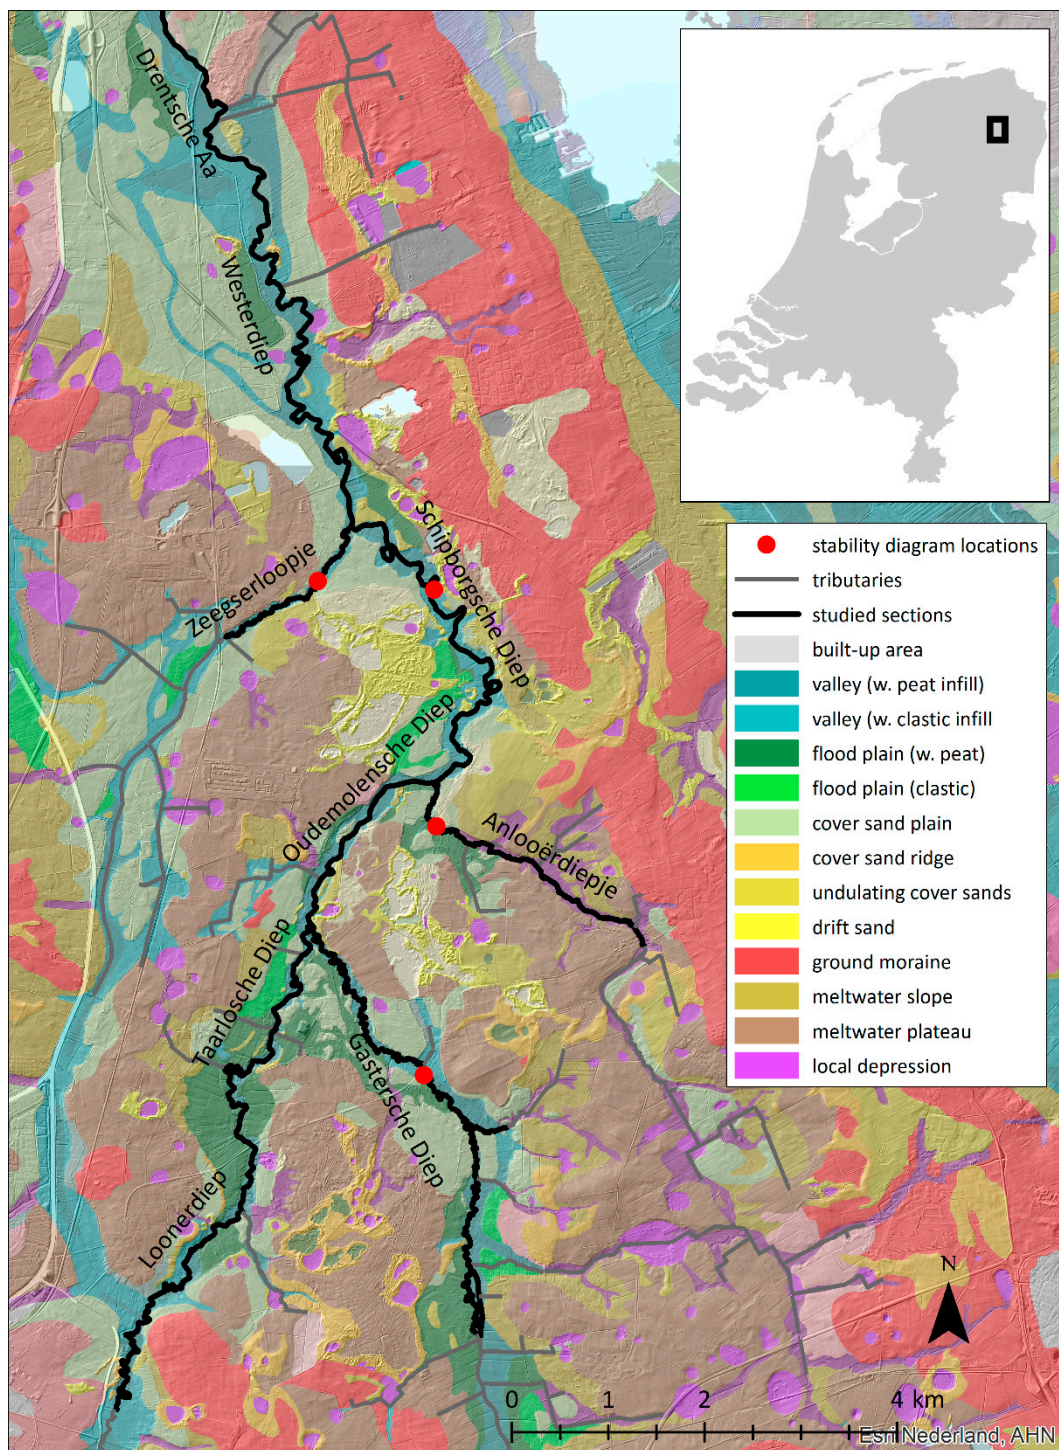 Drentsche Aa
Westerdiep
Zeegserloopje
Schipborgsche Diep
Oudemolensche Diep
Anlooërdiepje
Taarlosche Diep
Gastersche Diep
Loonerdiep
stability diagram locations
tributaries
studied sections
built-up area
valley (w. peat infill)
valley (w. clastic infill
flood plain (w. peat)
flood plain (clastic)
cover sand plain
cover sand ridge
undulating cover sands
drift sand
ground moraine
meltwater slope
meltwater plateau
local depression
N
0 1 2 4 km
Esri Nederland, AHN